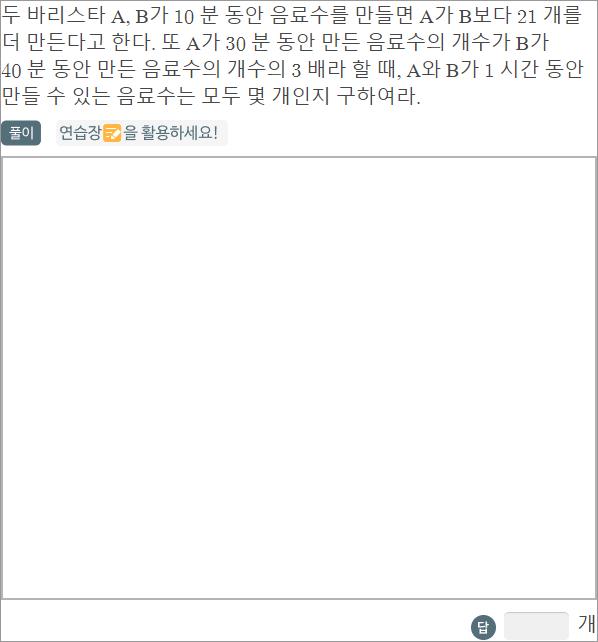 두 바리스타 A, B가 10 분 동안 음료수를 만들면 A가 B보다 21 개를
더 만든다고 한다. 또 A가 30 분 동안 만든 음료수의 개수가 B가
40 분 동안 만든 음료수의 개수의 3 배라 할 때, A와 B가 1 시간 동안
만들 수 있는 음료수는 모두 몇 개인지 구하여라.
풀이 연습장을 활용하세요!
답 개